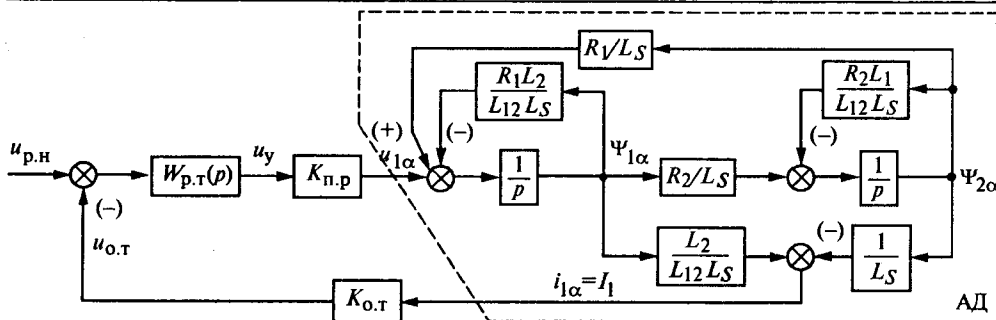 R₁/L_S
R₁L₂
L₁₂L_S
(−)
R₂L₁
L₁₂L_S
(−)
(+)
u_р.н
W_р.т(p)
u_у
K_п.р
u_1α
1
p
Ψ_1α
R₂/L_S
1
p
Ψ_2α
(−)
u_о.т
L₂
L₁₂L_S
(−)
1
L_S
i_1α=I₁
K_о.т
АД